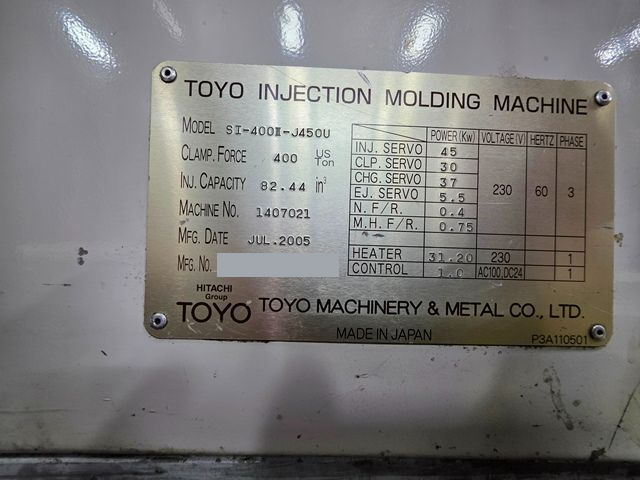 TOYO INJECTION MOLDING MACHINE
MODEL SI-400Ⅲ-J450U
CLAMP. FORCE 400 US Ton
INJ. CAPACITY 82.44 in³
MACHINE NO. 1407021
MFG. DATE JUL.2005
MFG. NO.
POWER (Kw) VOLTAGE (V) HERTZ PHASE
INJ. SERVO 45
CLP. SERVO 30
CHG. SERVO 37
EJ. SERVO 5.5
N. F/R. 0.4
M.H. F/R. 0.75
230 60 3
HEATER 31.20 230 1
CONTROL 1.0 AC100,DC24 1
HITACHI
Group
TOYO TOYO MACHINERY & METAL CO., LTD.
MADE IN JAPAN
P3A110501